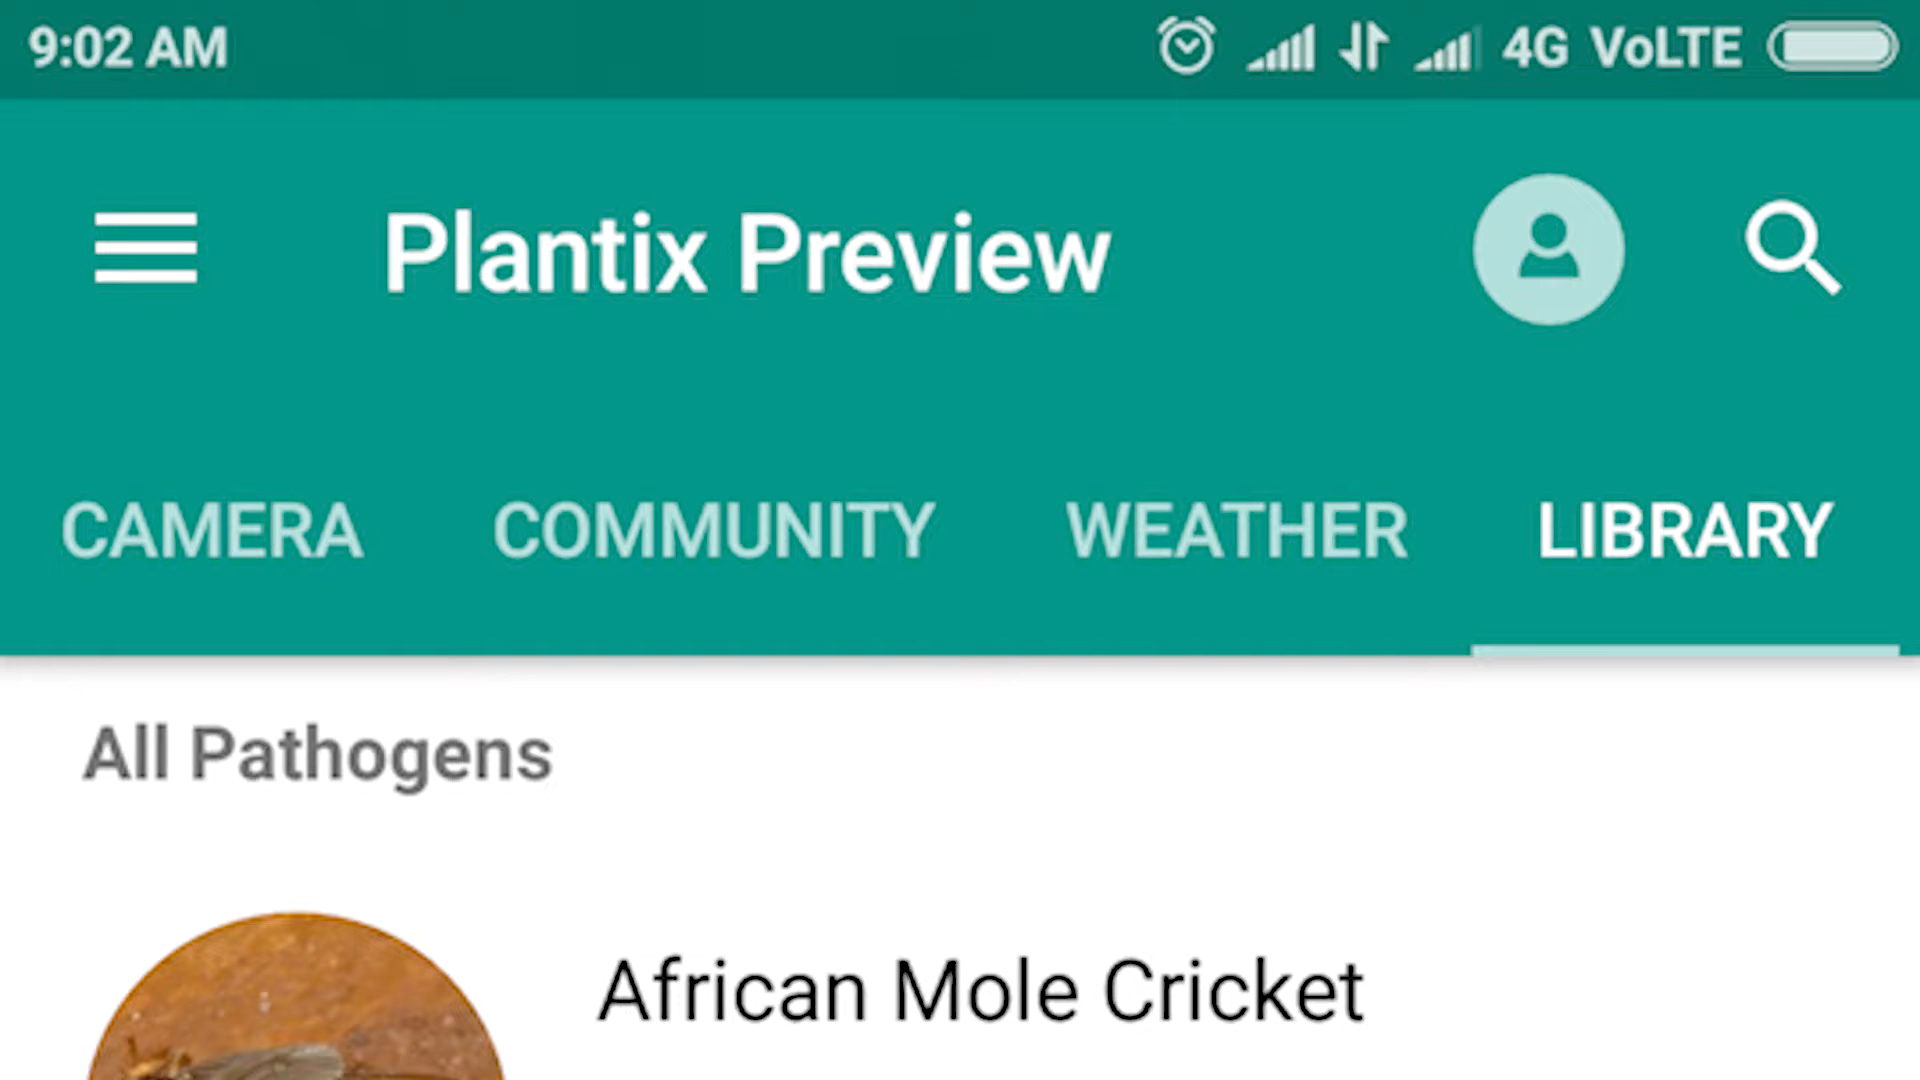 9:02 AM 4G VoLTE
Plantix Preview
CAMERA COMMUNITY WEATHER LIBRARY
All Pathogens
African Mole Cricket